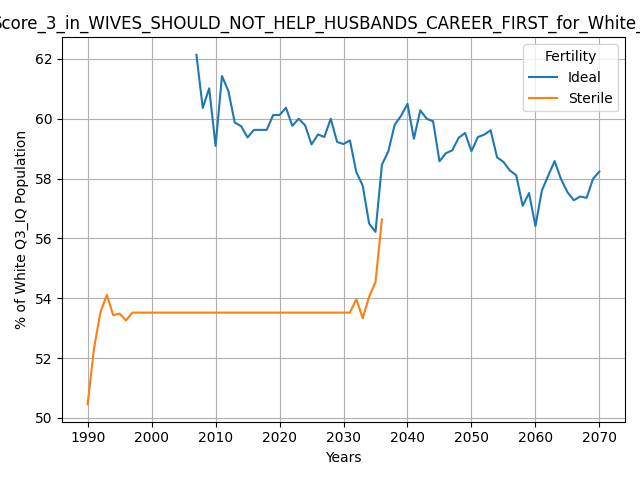 Score_3_in_WIVES_SHOULD_NOT_HELP_HUSBANDS_CAREER_FIRST_for_White_
% of White Q3_IQ Population
62
60
58
56
54
52
50
Fertility
Ideal
Sterile
1990 2000 2010 2020 2030 2040 2050 2060 2070
Years